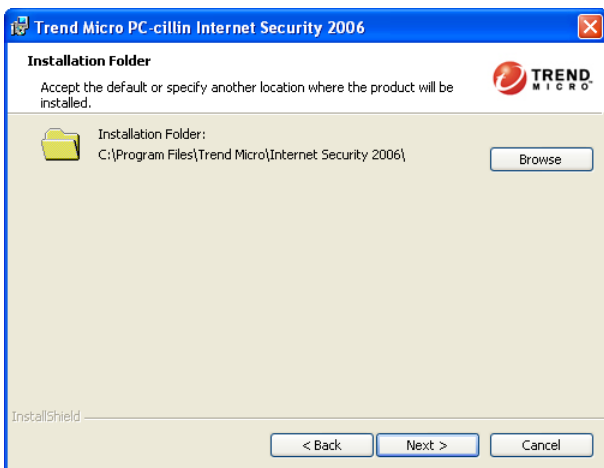 Trend Micro PC-cillin Internet Security 2006
Installation Folder
Accept the default or specify another location where the product will be
installed.
TREND
MICRO
Installation Folder:
C:\Program Files\Trend Micro\Internet Security 2006\
Browse
InstallShield
< Back
Next >
Cancel